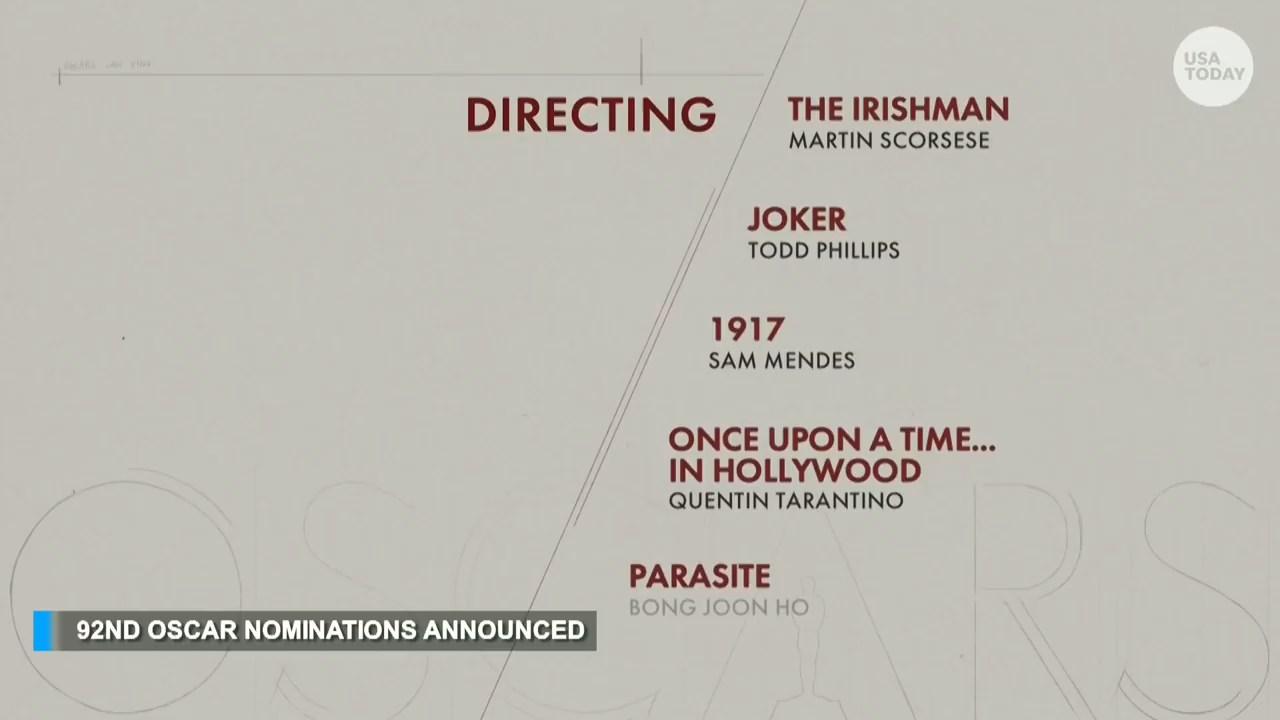 USA
TODAY
DIRECTING
THE IRISHMAN
MARTIN SCORSESE
JOKER
TODD PHILLIPS
1917
SAM MENDES
ONCE UPON A TIME...
IN HOLLYWOOD
QUENTIN TARANTINO
PARASITE
BONG JOON HO
92ND OSCAR NOMINATIONS ANNOUNCED
OSCARS